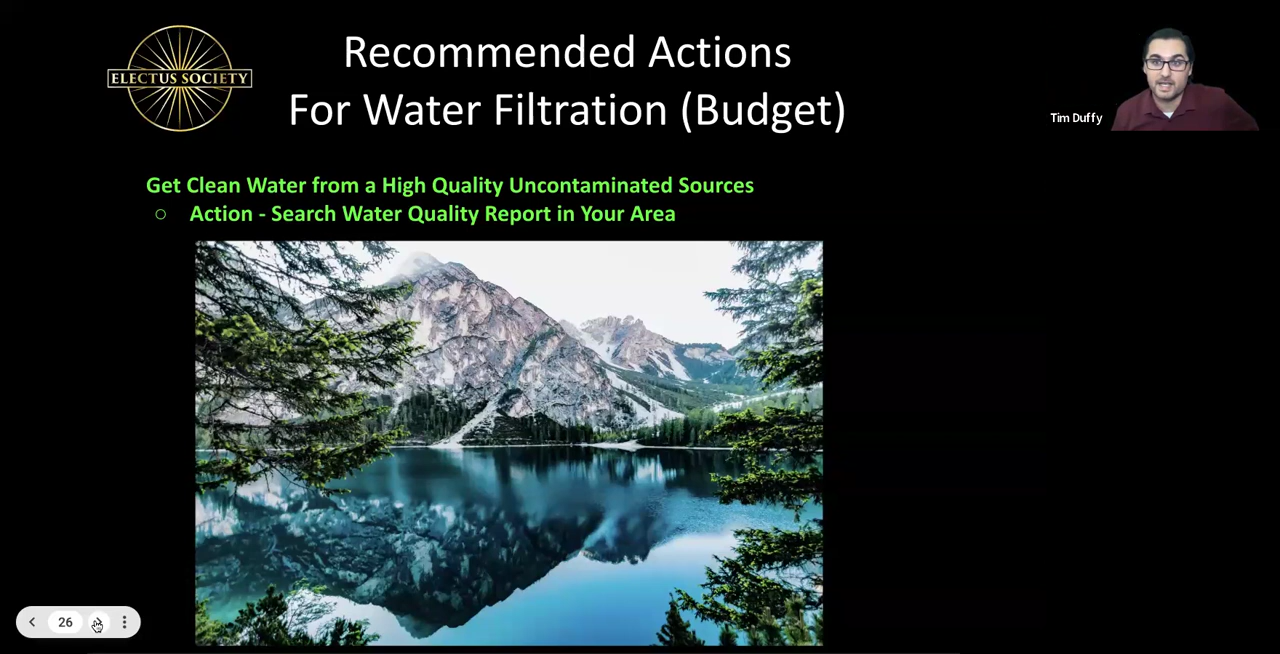 ELECTUS SOCIETY
Recommended Actions
For Water Filtration (Budget)
Tim Duffy
Get Clean Water from a High Quality Uncontaminated Sources
○ Action - Search Water Quality Report in Your Area
26